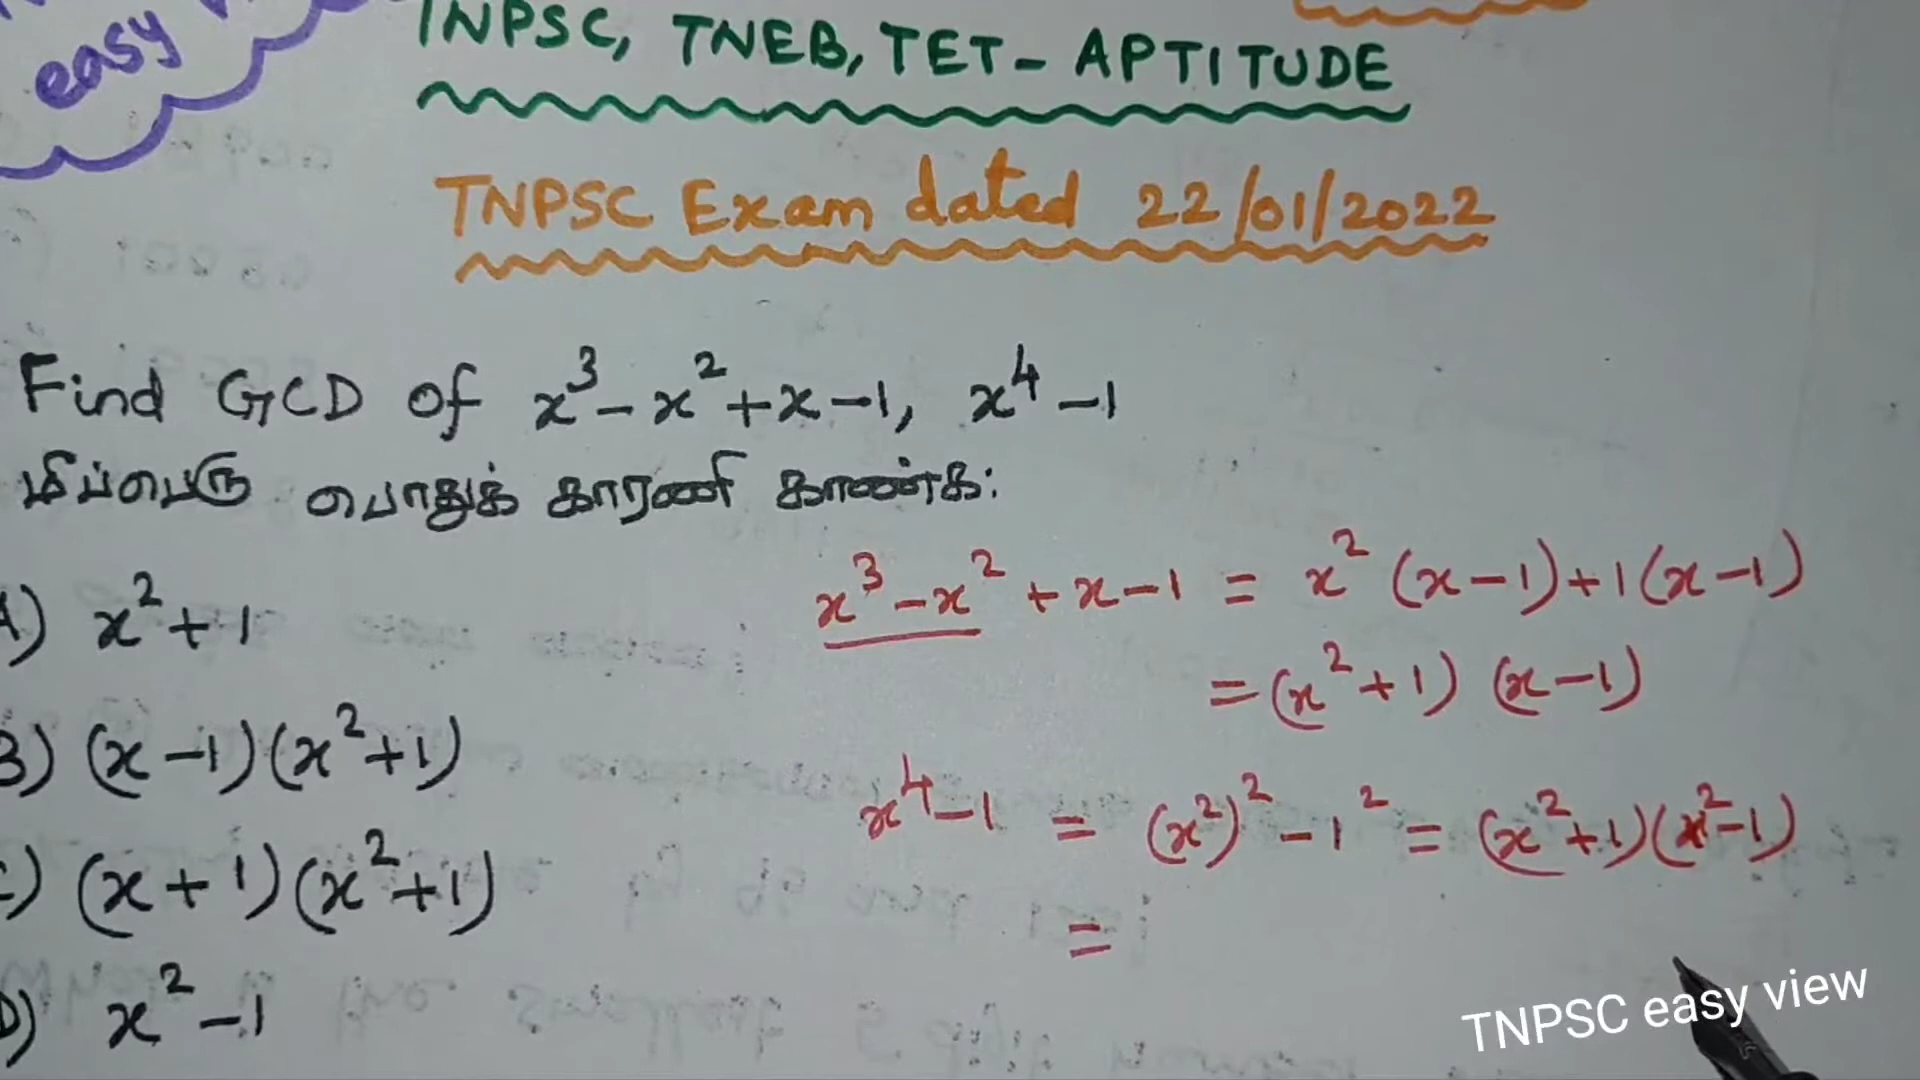 easy
TNPSC, TNEB, TET - APTITUDE
TNPSC Exam dated 22/01/2022
Find GCD of x³ - x² + x - 1, x⁴ - 1
மீப்பெரு பொதுக் காரணி காண்க:
x³ - x² + x - 1 = x² (x - 1) + 1 (x - 1)
A) x² + 1
= (x² + 1) (x - 1)
B) (x - 1) (x² + 1)
x⁴ - 1 = (x²)² - 1² = (x² + 1) (x² - 1)
C) (x + 1) (x² + 1)
=
D) x² - 1
TNPSC easy view